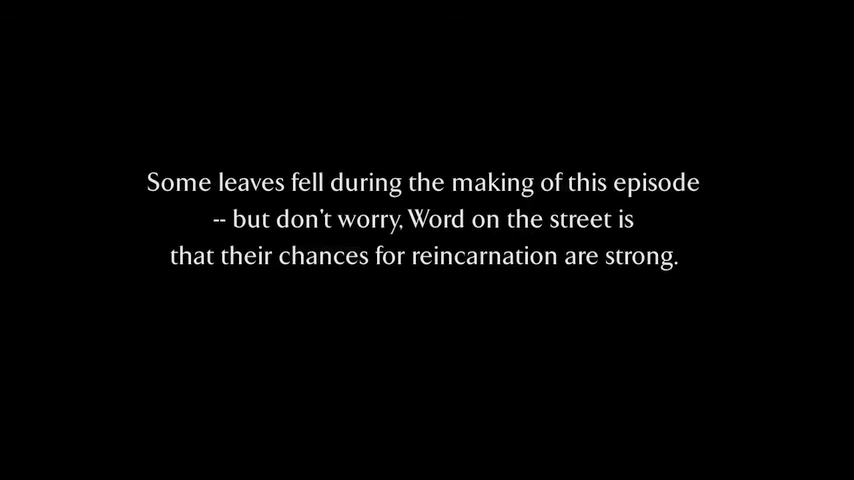 Some leaves fell during the making of this episode
-- but don't worry, Word on the street is
that their chances for reincarnation are strong.